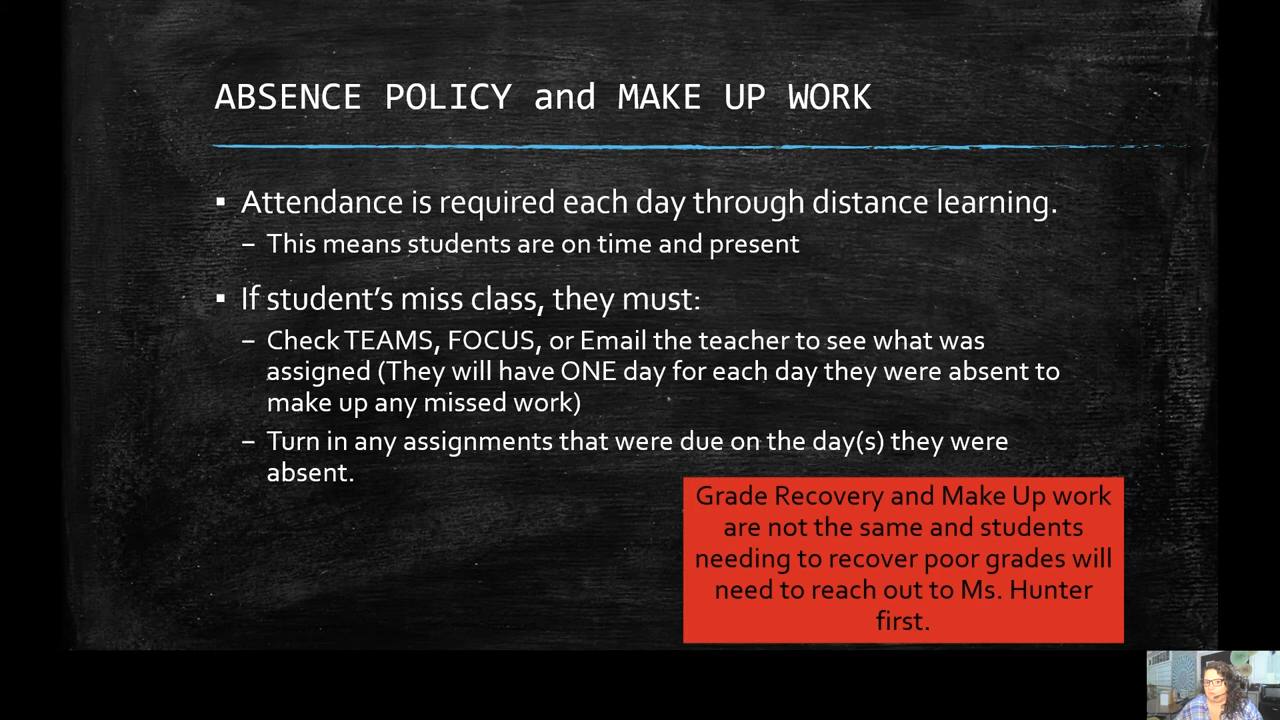 ABSENCE POLICY and MAKE UP WORK
▪ Attendance is required each day through distance learning.
– This means students are on time and present
▪ If student’s miss class, they must:
– Check TEAMS, FOCUS, or Email the teacher to see what was
assigned (They will have ONE day for each day they were absent to
make up any missed work)
– Turn in any assignments that were due on the day(s) they were
absent.
Grade Recovery and Make Up work
are not the same and students
needing to recover poor grades will
need to reach out to Ms. Hunter
first.